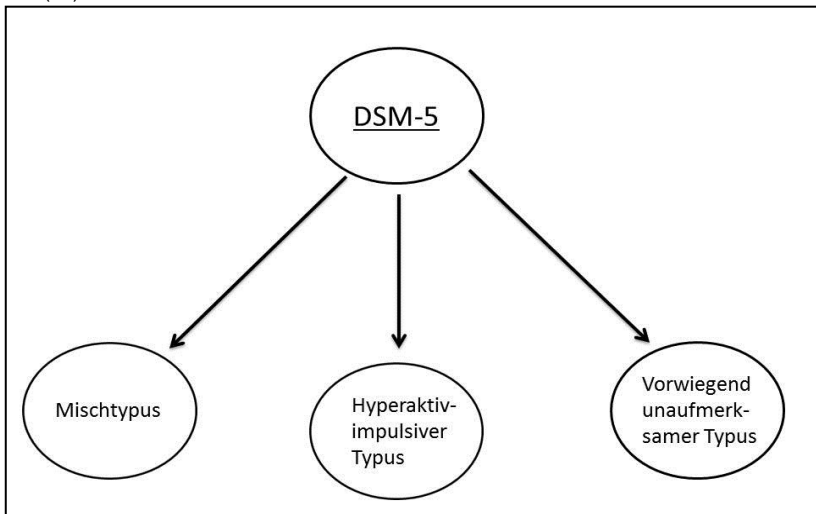 DSM-5
Mischtypus
Hyperaktiv-
impulsiver
Typus
Vorwiegend
unaufmerk-
samer Typus